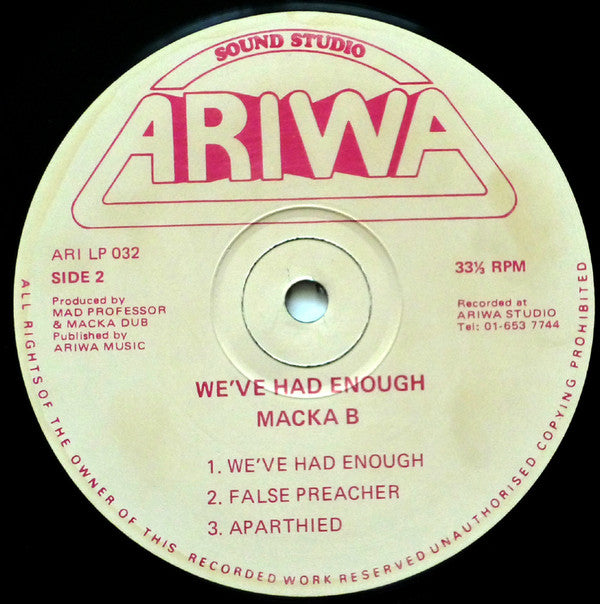 SOUND STUDIO
ARIWA
ARI LP 032
SIDE 2
33⅓ RPM
Produced by
MAD PROFESSOR
& MACKA DUB
Published by
ARIWA MUSIC
Recorded at
ARIWA STUDIO
Tel: 01-653 7744
WE'VE HAD ENOUGH
MACKA B
1. WE'VE HAD ENOUGH
2. FALSE PREACHER
3. APARTHIED
ALL RIGHTS OF THE OWNER OF THIS RECORDED WORK RESERVED UNAUTHORISED COPYING PROHIBITED